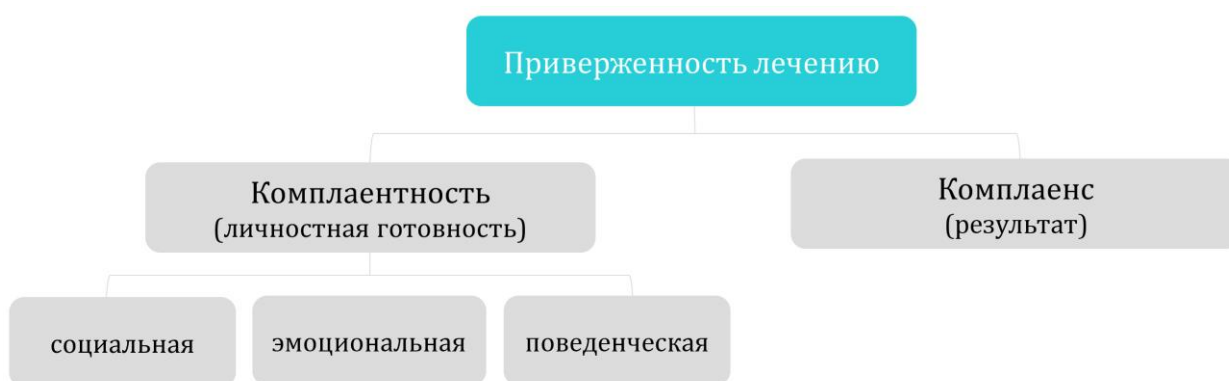 Приверженность лечению
Комплаентность
(личностная готовность)
Комплаенс
(результат)
социальная
эмоциональная
поведенческая